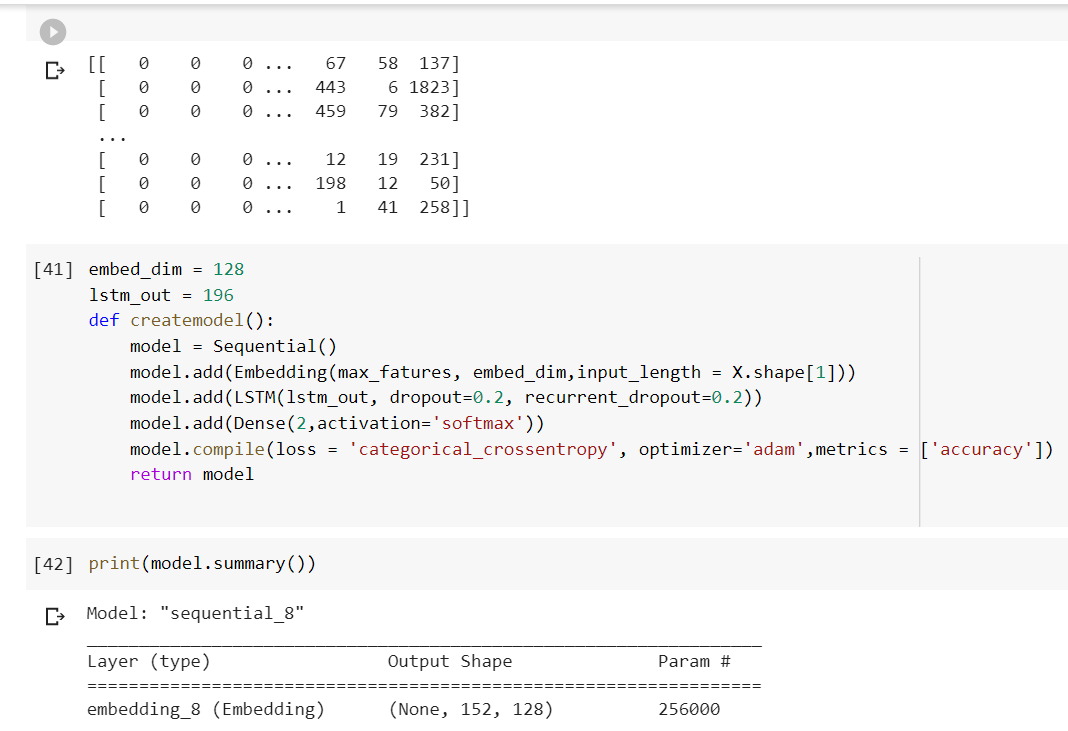 [[   0    0    0 ...   67   58  137]
 [   0    0    0 ...  443    6 1823]
 [   0    0    0 ...  459   79  382]
 ...
 [   0    0    0 ...   12   19  231]
 [   0    0    0 ...  198   12   50]
 [   0    0    0 ...    1   41  258]]
[41] embed_dim = 128
lstm_out = 196
def createmodel():
    model = Sequential()
    model.add(Embedding(max_fatures, embed_dim,input_length = X.shape[1]))
    model.add(LSTM(lstm_out, dropout=0.2, recurrent_dropout=0.2))
    model.add(Dense(2,activation='softmax'))
    model.compile(loss = 'categorical_crossentropy', optimizer='adam',metrics = ['accuracy'])
    return model
[42] print(model.summary())
Model: "sequential_8"
_________________________________________________________________
Layer (type)                 Output Shape              Param #
=================================================================
embedding_8 (Embedding)      (None, 152, 128)          256000